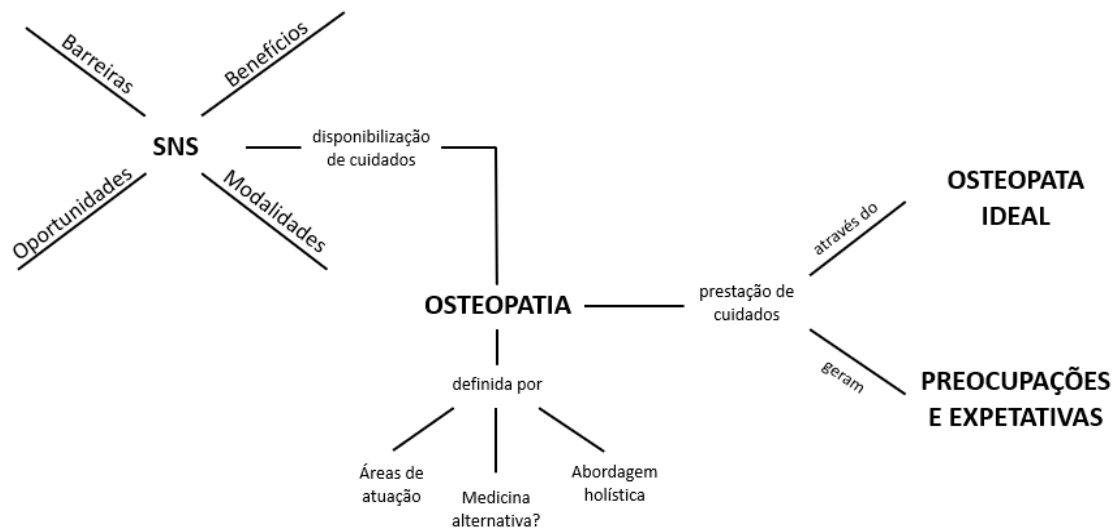 Barreiras
Benefícios
SNS
disponibilização
de cuidados
Oportunidades
Modalidades
OSTEOPATA
IDEAL
através do
OSTEOPATIA
prestação de
cuidados
geram
PREOCUPAÇÕES
E EXPETATIVAS
definida por
Áreas de
atuação
Medicina
alternativa?
Abordagem
holística